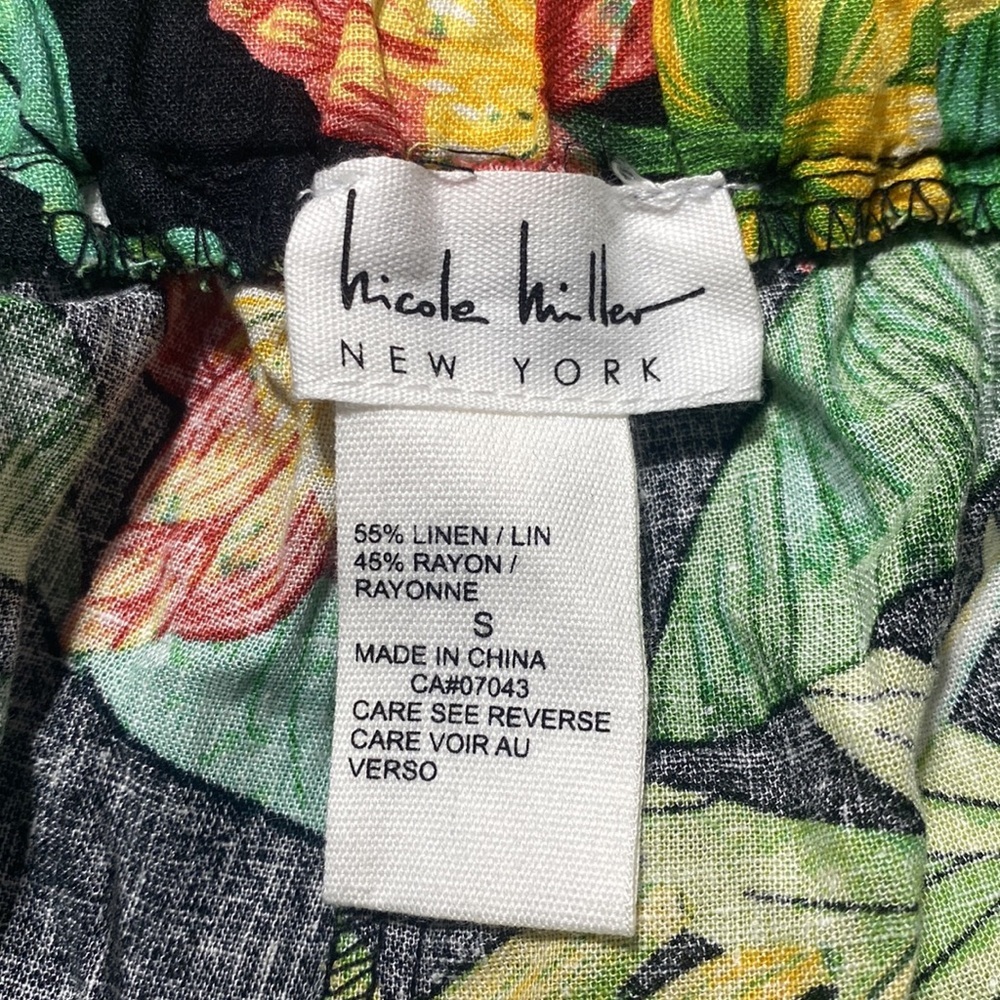 Nicole Miller
NEW YORK
55% LINEN / LIN
45% RAYON /
RAYONNE
S
MADE IN CHINA
CA#07043
CARE SEE REVERSE
CARE VOIR AU
VERSO